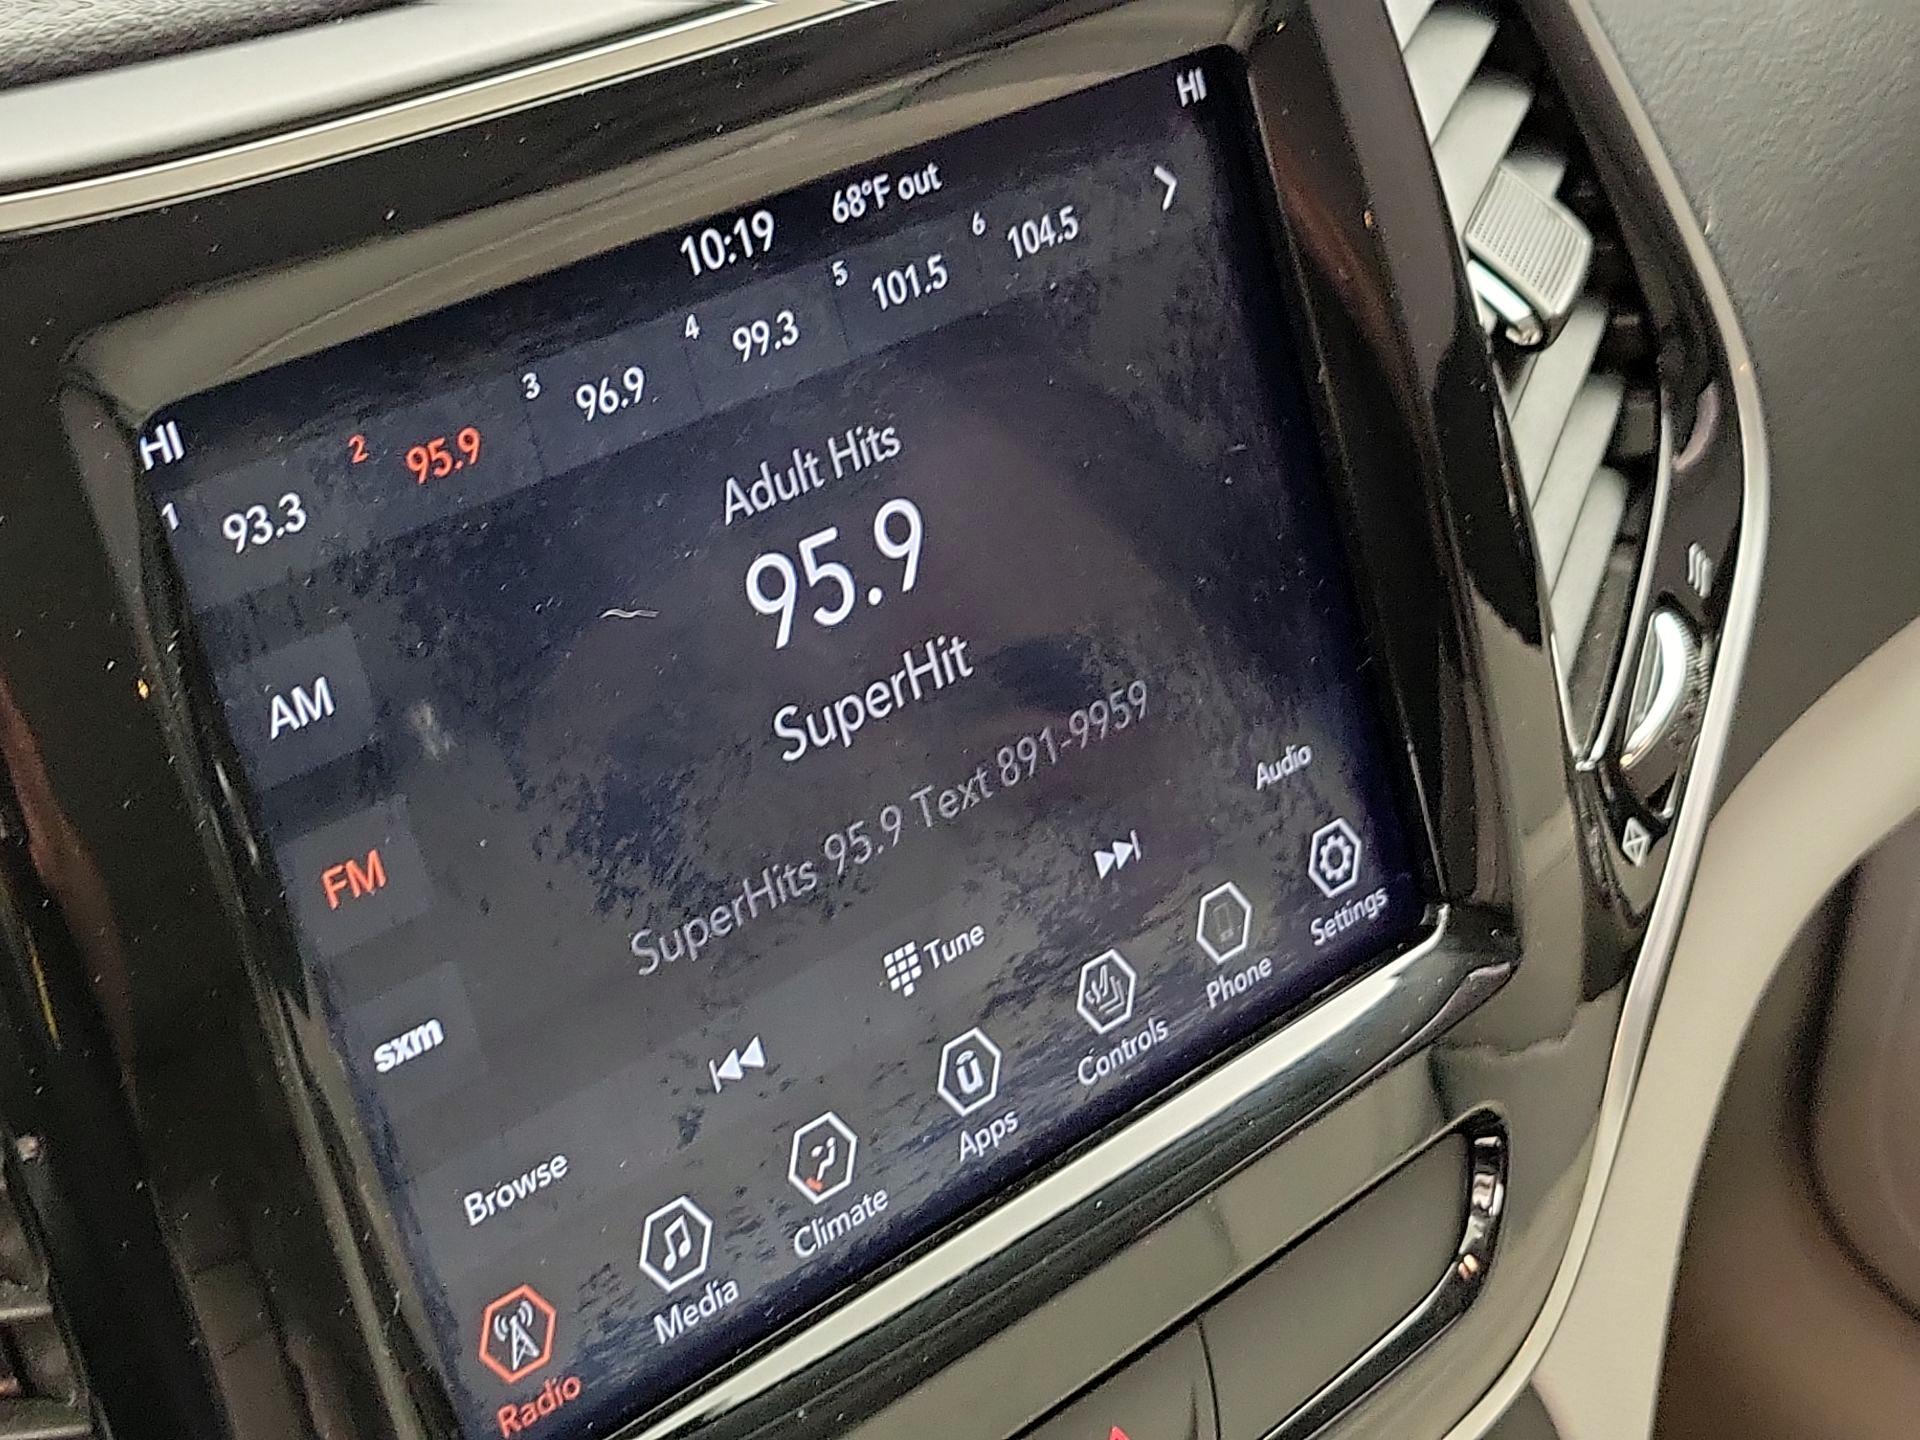 HI 10:19 68°F out HI
1 93.3 2 95.9 3 96.9 4 99.3 5 101.5 6 104.5
Adult Hits
95.9
SuperHit
SuperHits 95.9 Text 891-9959
AM
FM
sxm
Browse Tune Audio
Radio Media Climate Apps Controls Phone Settings